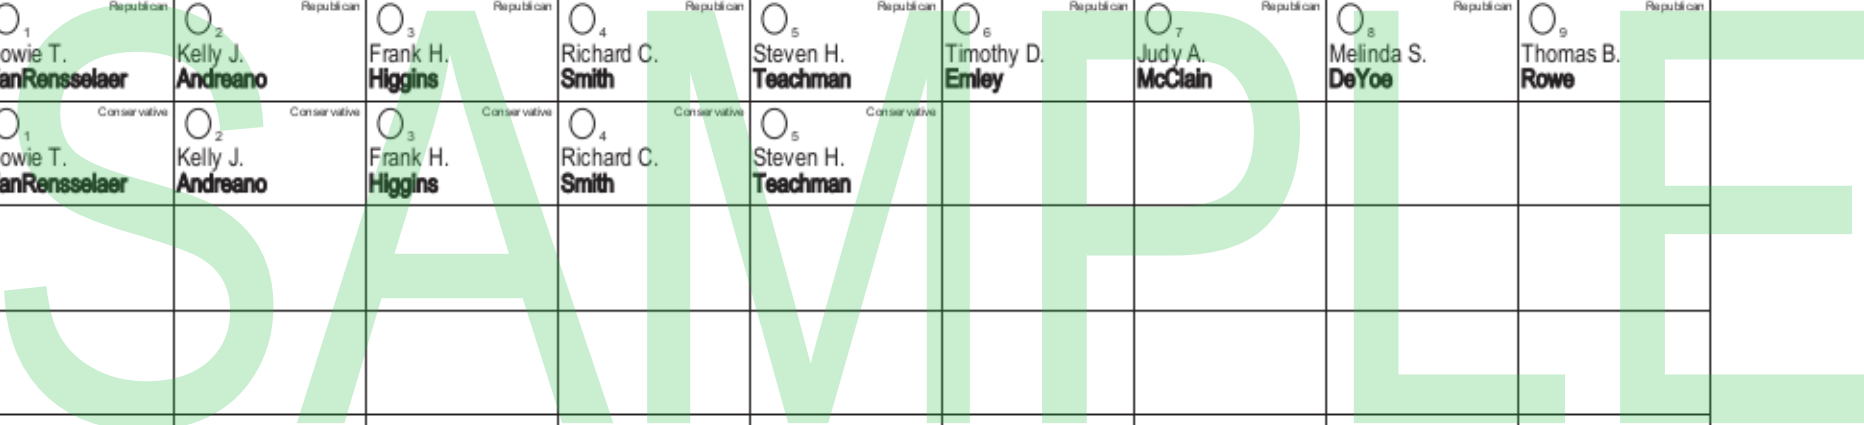 Republican Republican Republican Republican Republican Republican Republican Republican Republican
1 2 3 4 5 6 7 8 9
owie T. Kelly J. Frank H. Richard C. Steven H. Timothy D. Judy A. Melinda S. Thomas B.
anRensselaer Andreano Higgins Smith Teachman Emley McClain DeYoe Rowe
Conservative Conservative Conservative Conservative Conservative
1 2 3 4 5
owie T. Kelly J. Frank H. Richard C. Steven H.
anRensselaer Andreano Higgins Smith Teachman
SAMPLE